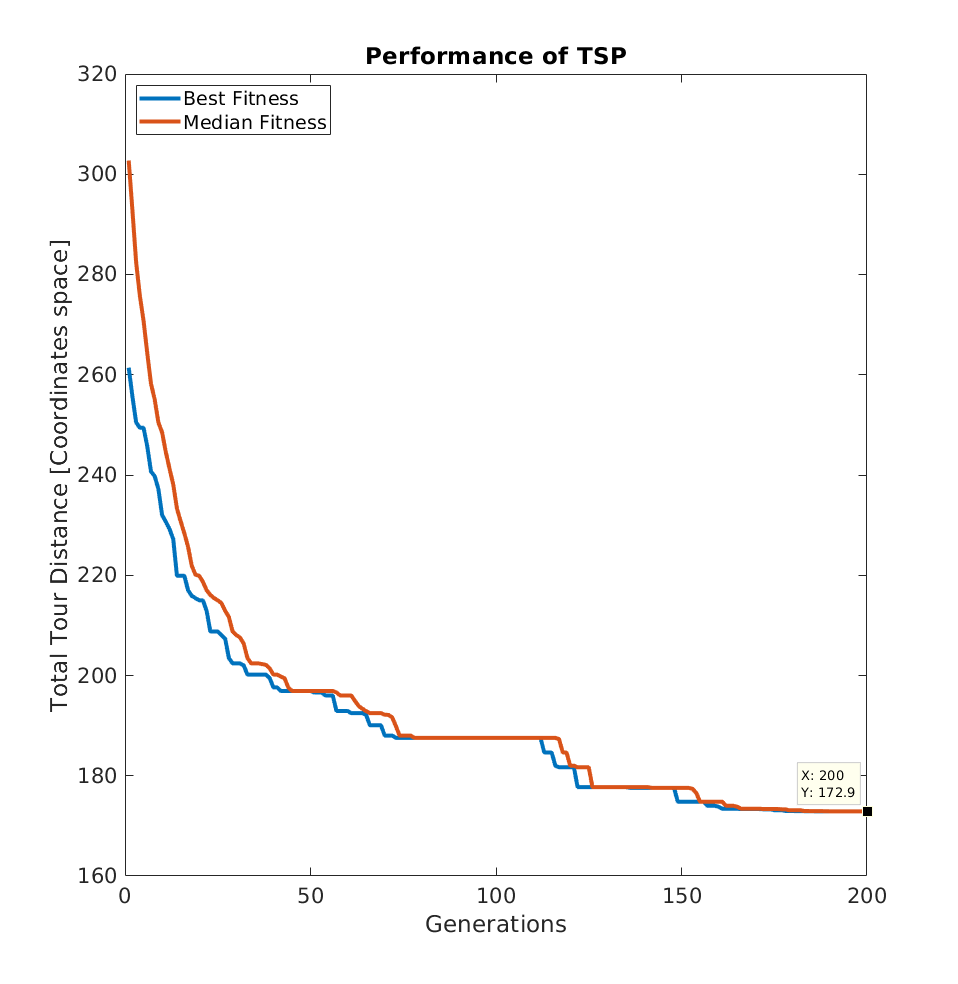 Performance of TSP
320
300
280
260
240
220
200
180
160
Total Tour Distance [Coordinates space]
Best Fitness
Median Fitness
X: 200
Y: 172.9
0 50 100 150 200
Generations